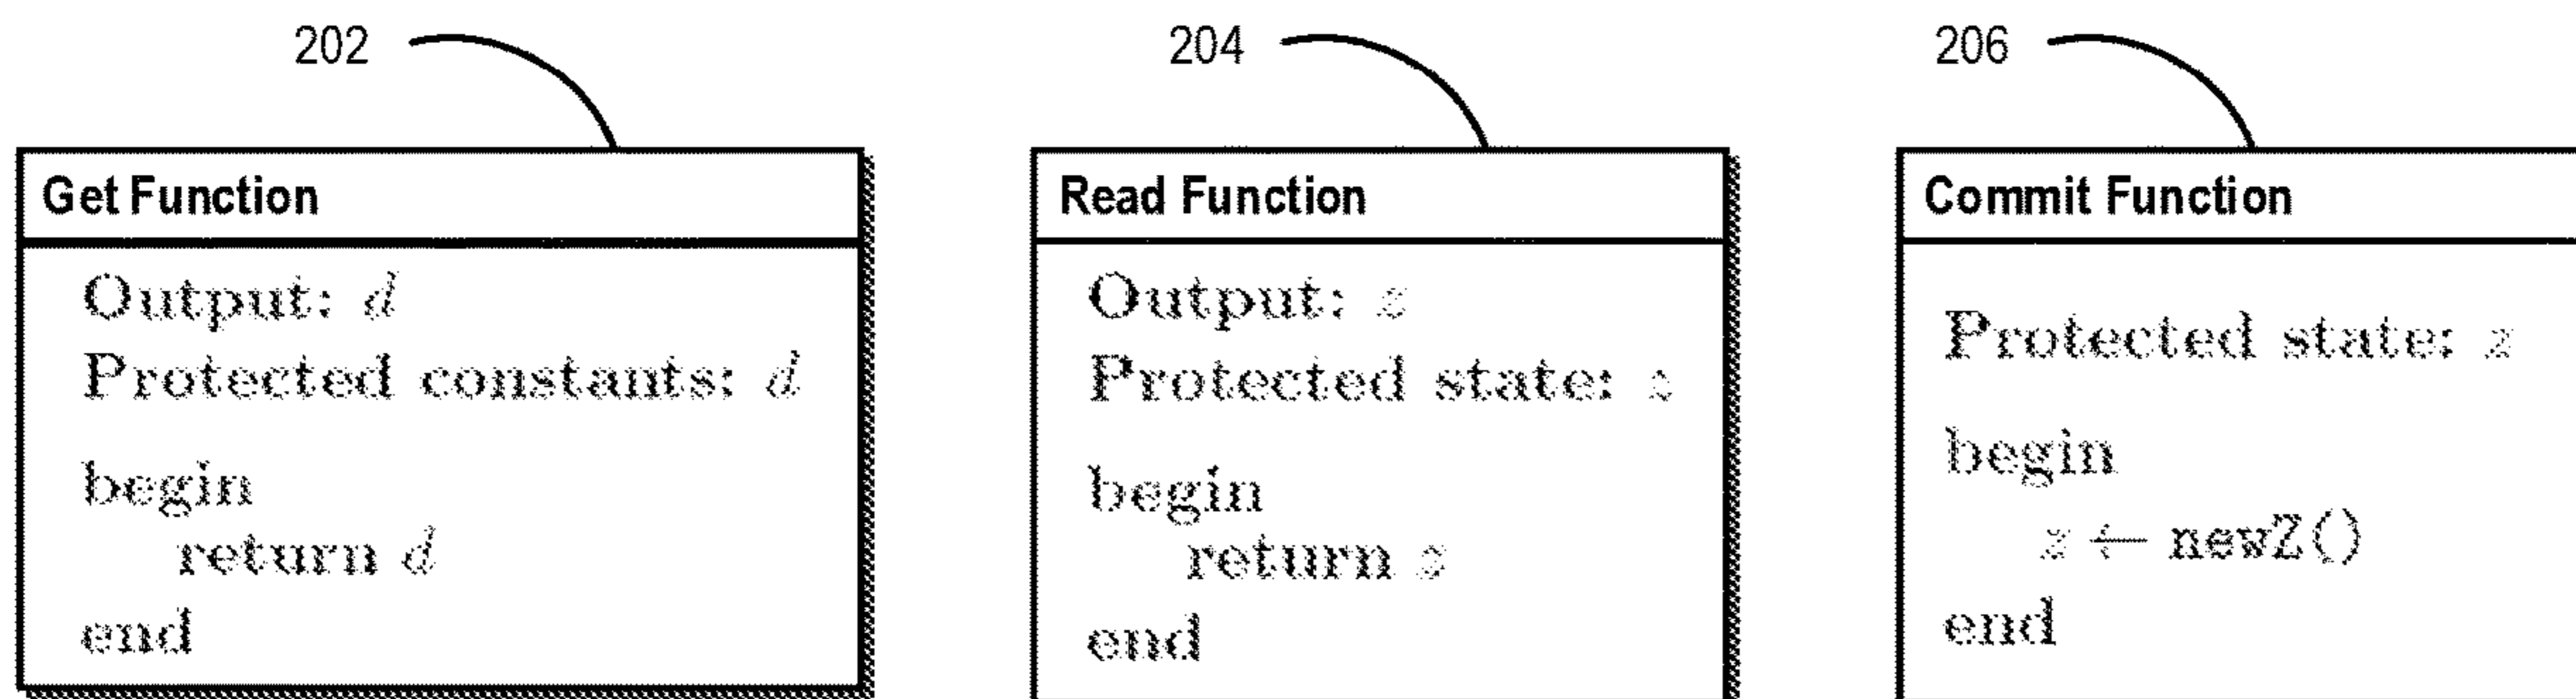 202
Get Function
Output: d
Protected constants: d
begin
return d
end
204
Read Function
Output: z
Protected state: z
begin
return z
end
206
Commit Function
Protected state: z
begin
z ← newZ()
end